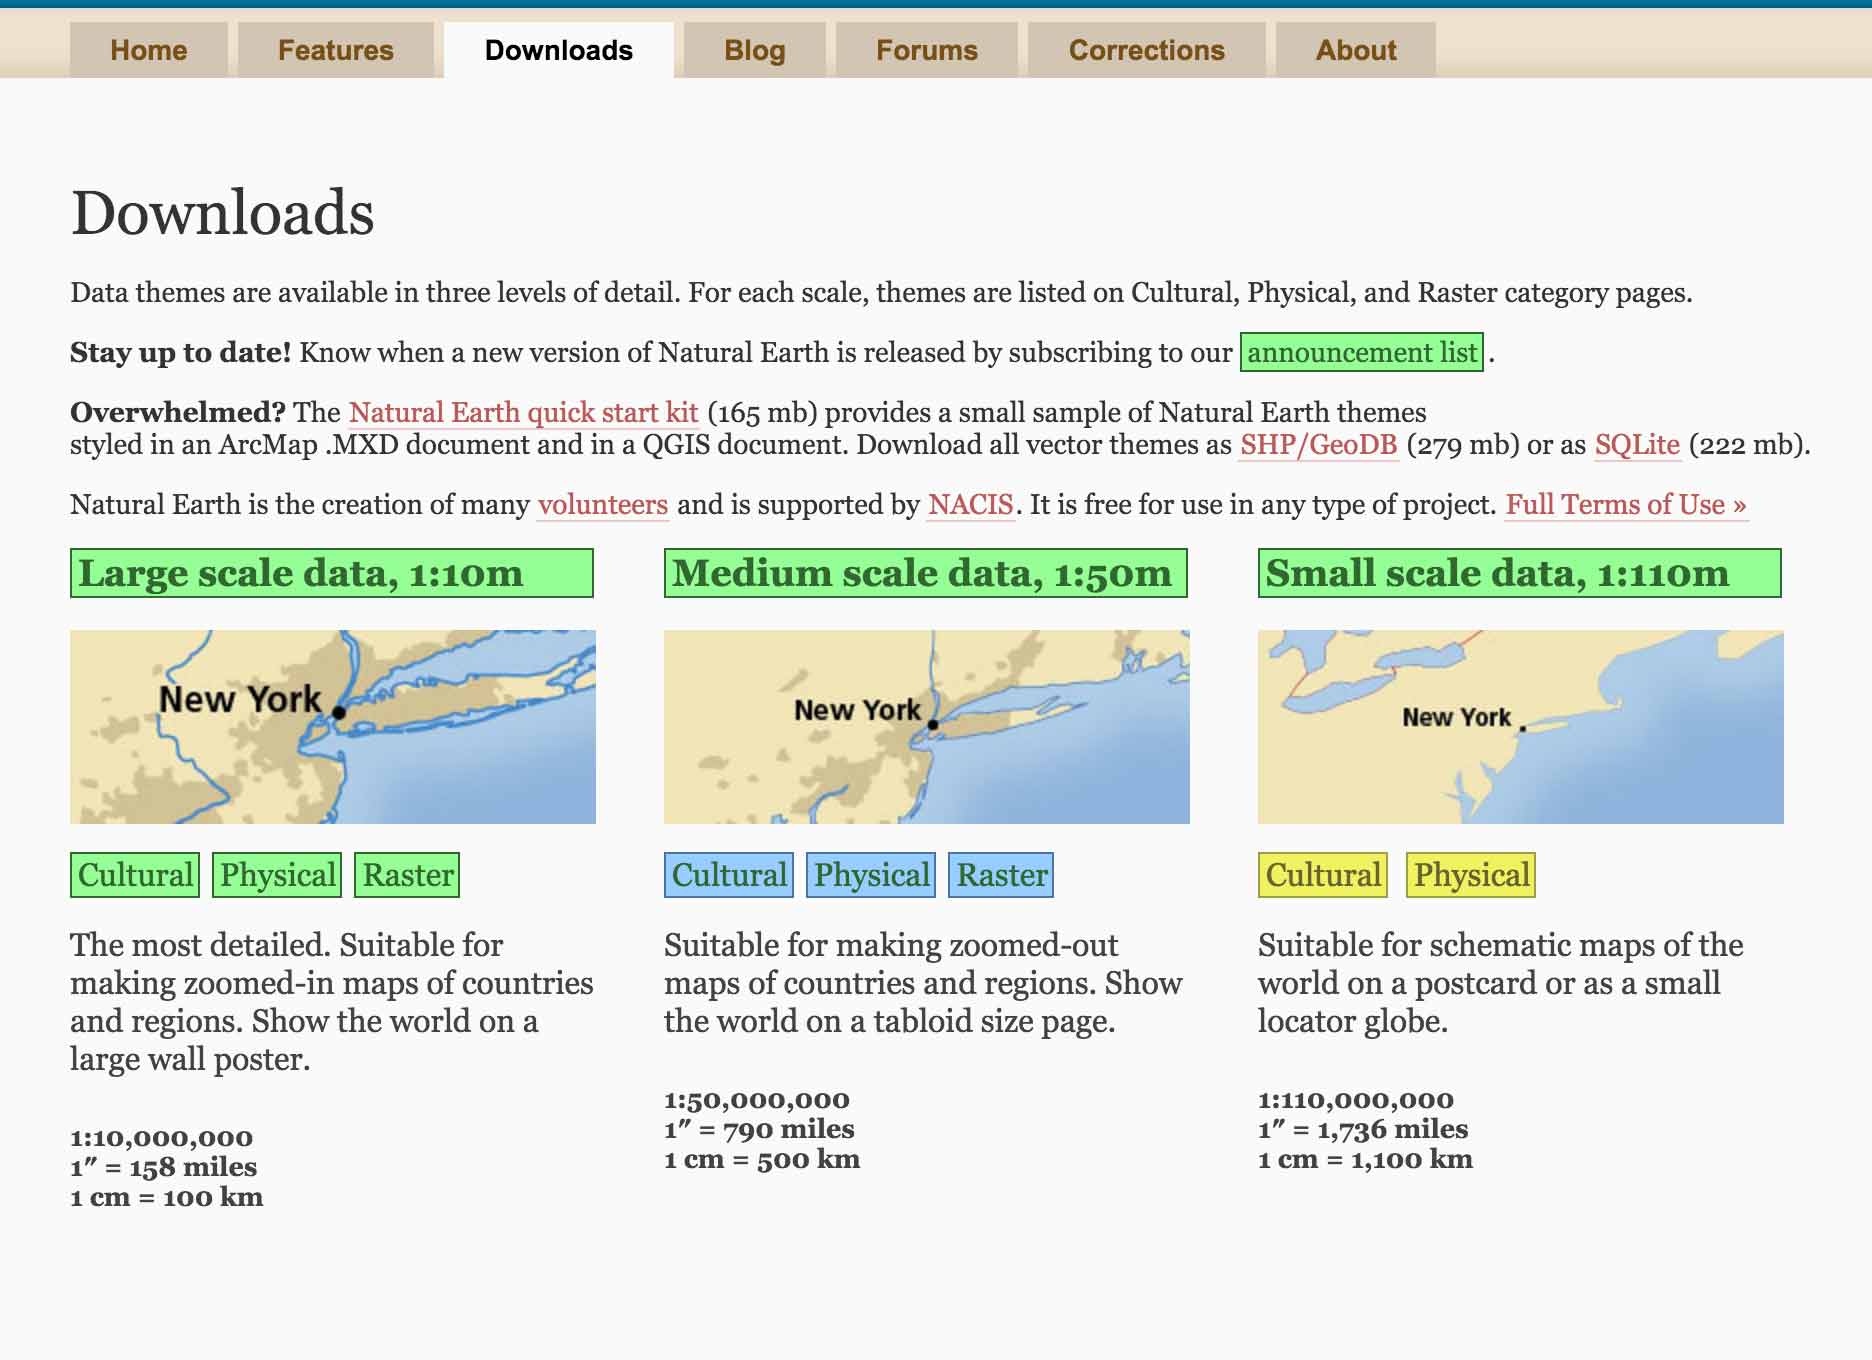 Home Features Downloads Blog Forums Corrections About
Downloads
Data themes are available in three levels of detail. For each scale, themes are listed on Cultural, Physical, and Raster category pages.
Stay up to date! Know when a new version of Natural Earth is released by subscribing to our announcement list .
Overwhelmed? The Natural Earth quick start kit (165 mb) provides a small sample of Natural Earth themes
styled in an ArcMap .MXD document and in a QGIS document. Download all vector themes as SHP/GeoDB (279 mb) or as SQLite (222 mb).
Natural Earth is the creation of many volunteers and is supported by NACIS. It is free for use in any type of project. Full Terms of Use »
Large scale data, 1:10m
New York
Cultural Physical Raster
The most detailed. Suitable for
making zoomed-in maps of countries
and regions. Show the world on a
large wall poster.
1:10,000,000
1″ = 158 miles
1 cm = 100 km
Medium scale data, 1:50m
New York
Cultural Physical Raster
Suitable for making zoomed-out
maps of countries and regions. Show
the world on a tabloid size page.
1:50,000,000
1″ = 790 miles
1 cm = 500 km
Small scale data, 1:110m
New York
Cultural Physical
Suitable for schematic maps of the
world on a postcard or as a small
locator globe.
1:110,000,000
1″ = 1,736 miles
1 cm = 1,100 km